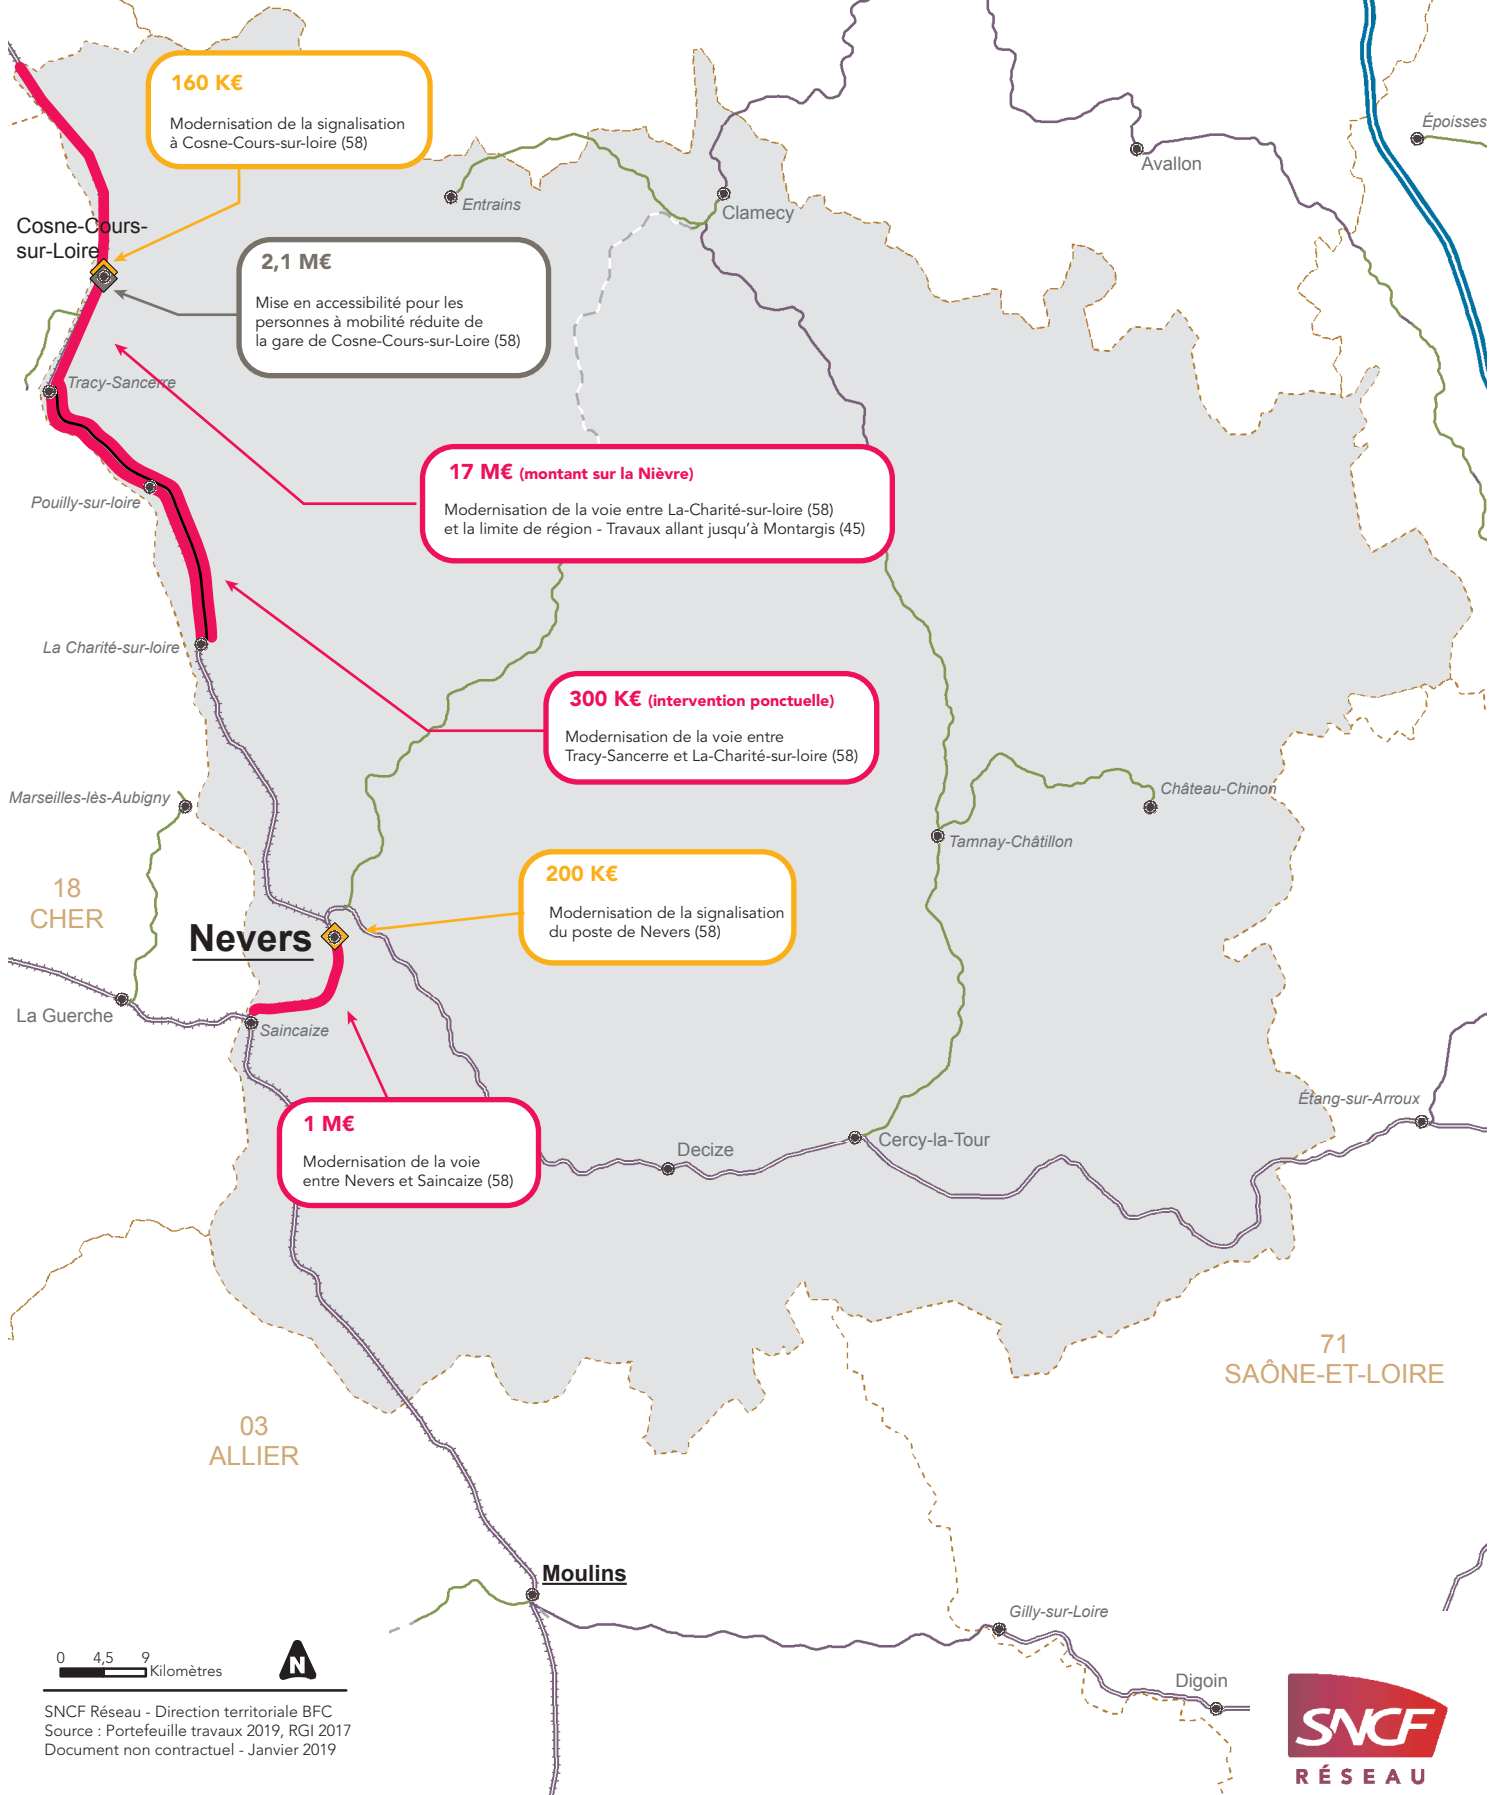 160 K€
Modernisation de la signalisation
à Cosne-Cours-sur-loire (58)
Époisses
Avallon
Entrains
Clamecy
Cosne-Cours-
sur-Loire
2,1 M€
Mise en accessibilité pour les
personnes à mobilité réduite de
la gare de Cosne-Cours-sur-Loire (58)
Tracy-Sancerre
17 M€ (montant sur la Nièvre)
Modernisation de la voie entre La-Charité-sur-loire (58)
et la limite de région - Travaux allant jusqu'à Montargis (45)
Pouilly-sur-loire
La Charité-sur-loire
300 K€ (intervention ponctuelle)
Modernisation de la voie entre
Tracy-Sancerre et La-Charité-sur-loire (58)
Marseilles-lès-Aubigny
Château-Chinon
Tamnay-Châtillon
18
CHER
200 K€
Modernisation de la signalisation
du poste de Nevers (58)
Nevers
La Guerche
Saincaize
Étang-sur-Arroux
1 M€
Modernisation de la voie
entre Nevers et Saincaize (58)
Decize
Cercy-la-Tour
71
SAÔNE-ET-LOIRE
03
ALLIER
Moulins
Gilly-sur-Loire
Digoin
0 4,5 9
Kilomètres
N
SNCF Réseau - Direction territoriale BFC
Source : Portefeuille travaux 2019, RGI 2017
Document non contractuel - Janvier 2019
SNCF
RÉSEAU